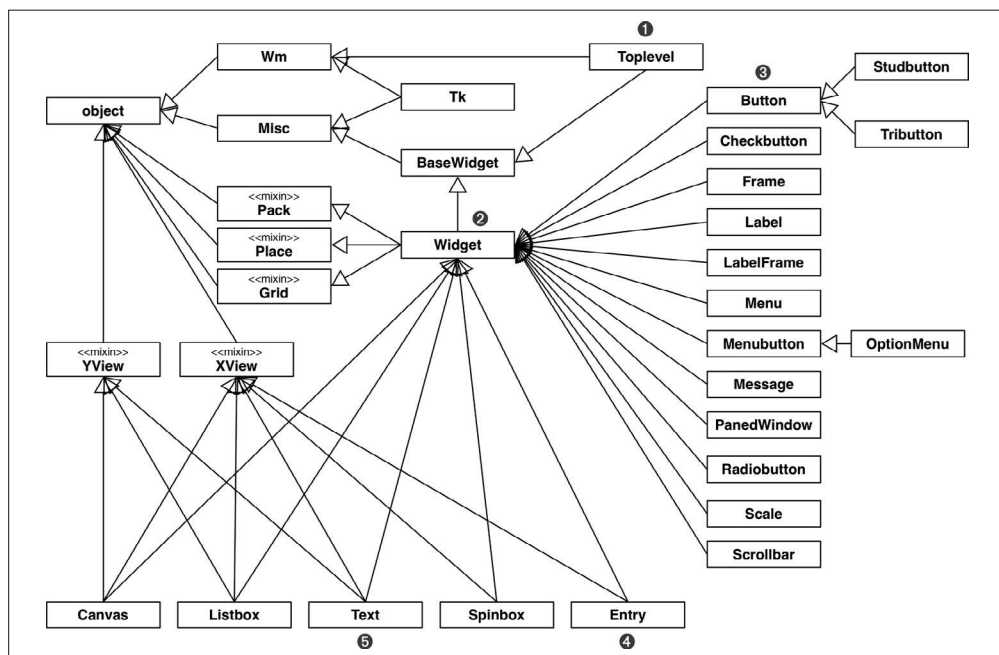 ❶
Wm
Toplevel
❸
Studbutton
object
Tk
Button
Misc
Tributton
Checkbutton
BaseWidget
<<mixin>>
Pack
❷
Frame
<<mixin>>
Place
Widget
Label
<<mixin>>
Grid
LabelFrame
Menu
<<mixin>>
YView
<<mixin>>
XView
Menubutton
OptionMenu
Message
PanedWindow
Radiobutton
Scale
Scrollbar
Canvas
Listbox
Text
Spinbox
Entry
❺
❹